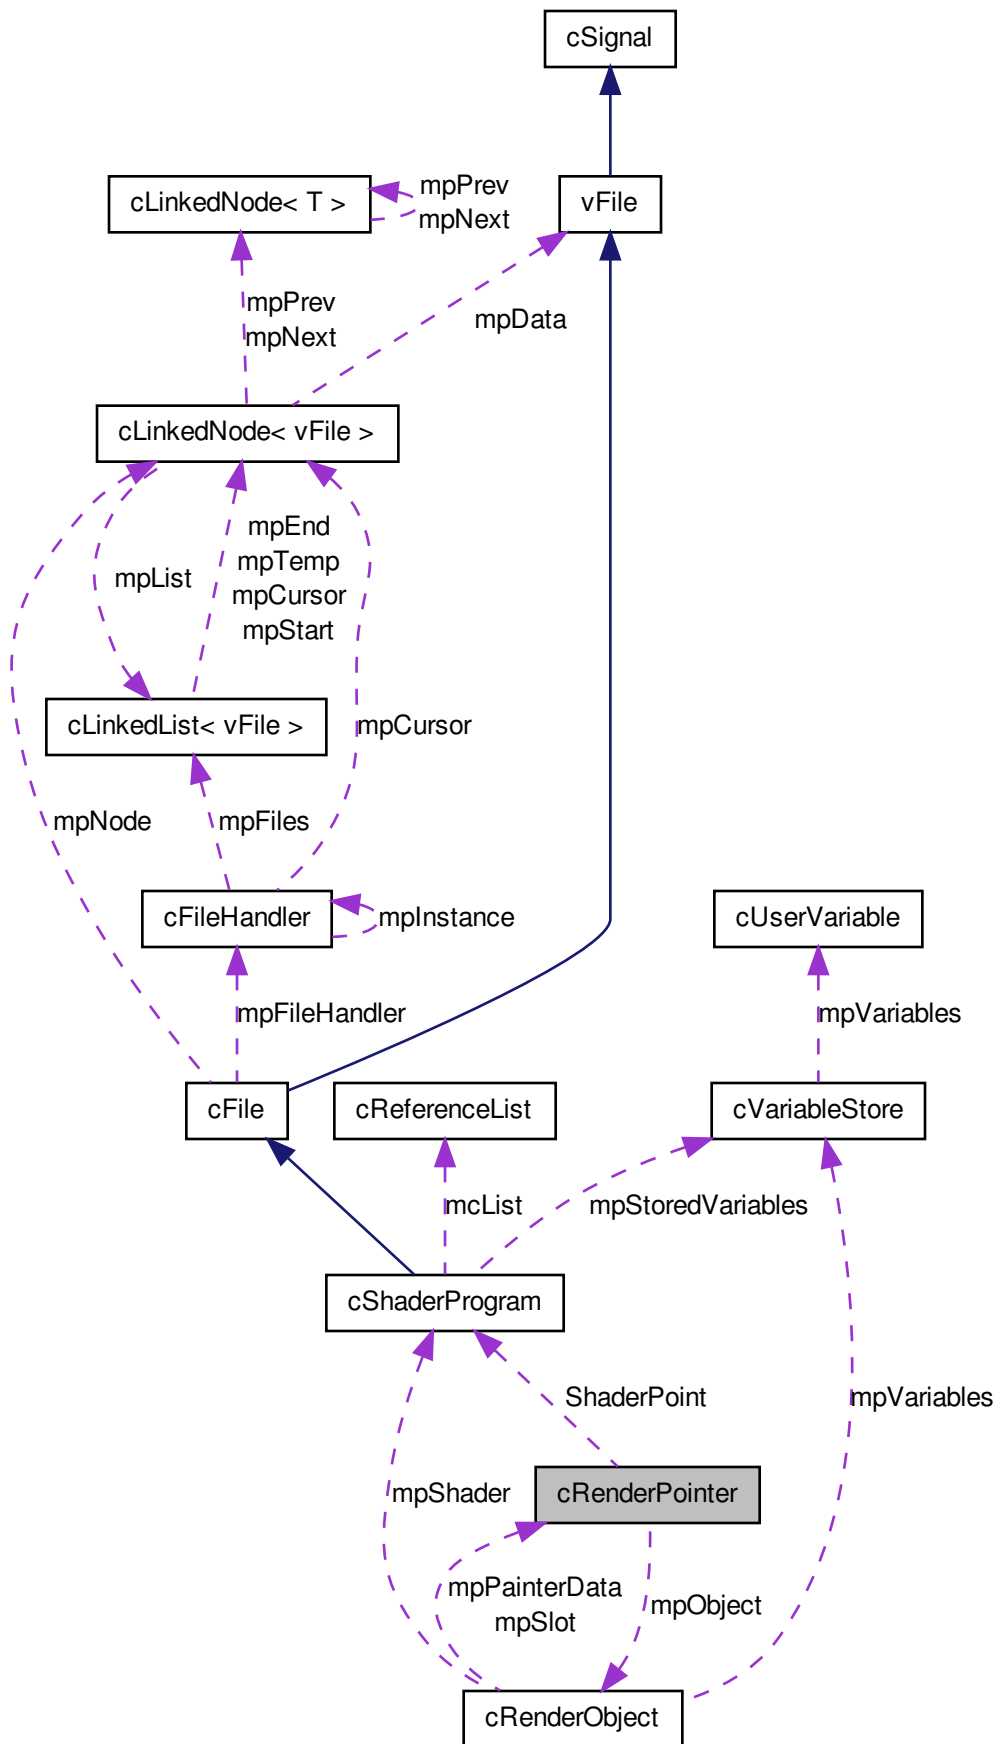 cSignal
cLinkedNode< T >
mpPrev
mpNext
vFile
mpPrev
mpNext
mpData
cLinkedNode< vFile >
mpList
mpEnd
mpTemp
mpCursor
mpStart
cLinkedList< vFile >
mpCursor
mpNode
mpFiles
cFileHandler
mpInstance
cUserVariable
mpFileHandler
mpVariables
cFile
cReferenceList
cVariableStore
mcList
mpStoredVariables
cShaderProgram
ShaderPoint
mpVariables
mpShader
cRenderPointer
mpPainterData
mpSlot
mpObject
cRenderObject